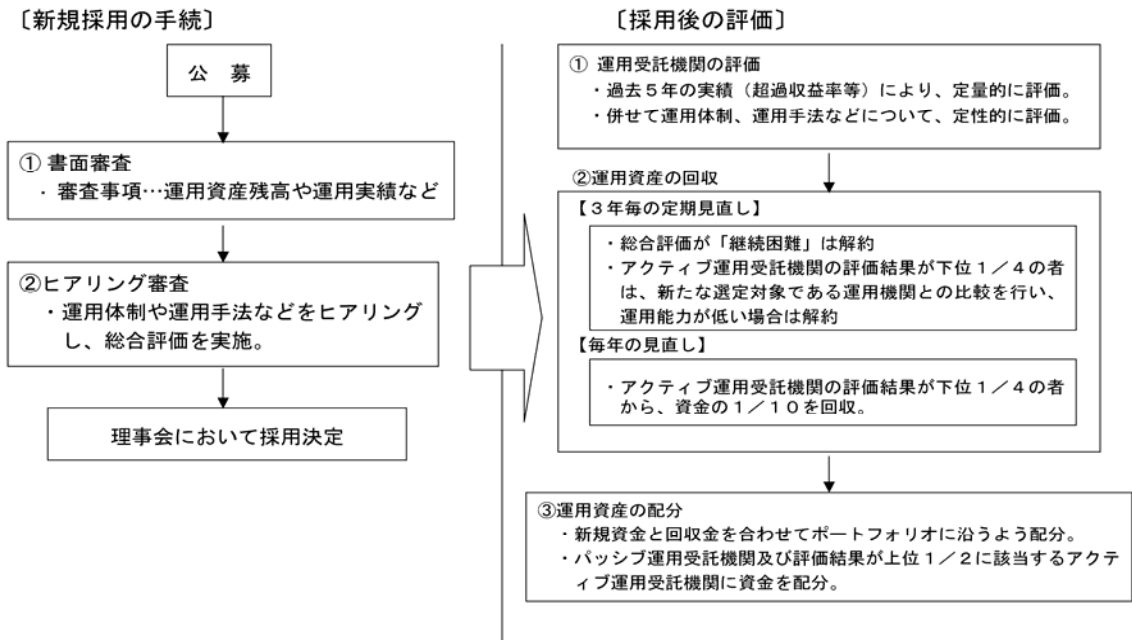 〔新規採用の手続〕
公　募
① 書面審査
・ 審査事項…運用資産残高や運用実績など
②ヒアリング審査
・運用体制や運用手法などをヒアリング
し、総合評価を実施。
理事会において採用決定
〔採用後の評価〕
① 運用受託機関の評価
・過去５年の実績（超過収益率等）により、定量的に評価。
・併せて運用体制、運用手法などについて、定性的に評価。
②運用資産の回収
【３年毎の定期見直し】
・総合評価が「継続困難」は解約
・アクティブ運用受託機関の評価結果が下位１／４の者
は、新たな選定対象である運用機関との比較を行い、
運用能力が低い場合は解約
【毎年の見直し】
・アクティブ運用受託機関の評価結果が下位１／４の者
から、資金の１／１０を回収。
③運用資産の配分
・新規資金と回収金を合わせてポートフォリオに沿うよう配分。
・パッシブ運用受託機関及び評価結果が上位１／２に該当するアクテ
ィブ運用受託機関に資金を配分。